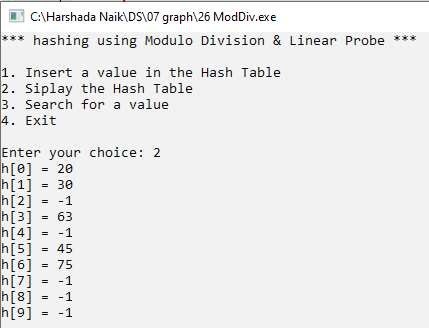 C:\Harshada Naik\DS\07 graph\26 ModDiv.exe
*** hashing using Modulo Division & Linear Probe ***
1. Insert a value in the Hash Table
2. Siplay the Hash Table
3. Search for a value
4. Exit
Enter your choice: 2
h[0] = 20
h[1] = 30
h[2] = -1
h[3] = 63
h[4] = -1
h[5] = 45
h[6] = 75
h[7] = -1
h[8] = -1
h[9] = -1